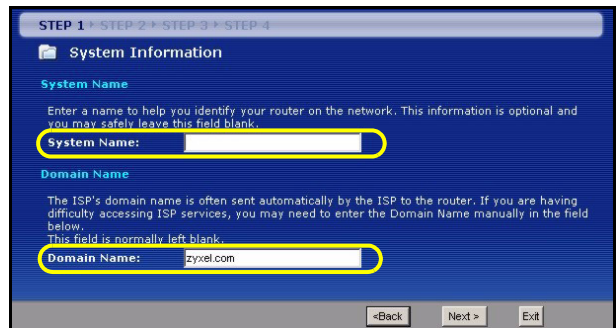 STEP 1 ▸ STEP 2 ▸ STEP 3 ▸ STEP 4
System Information
System Name
Enter a name to help you identify your router on the network. This information is optional and
you may safely leave this field blank.
System Name:
Domain Name
The ISP's domain name is often sent automatically by the ISP to the router. If you are having
difficulty accessing ISP services, you may need to enter the Domain Name manually in the field
below.
This field is normally left blank.
Domain Name: zyxel.com
<Back Next > Exit